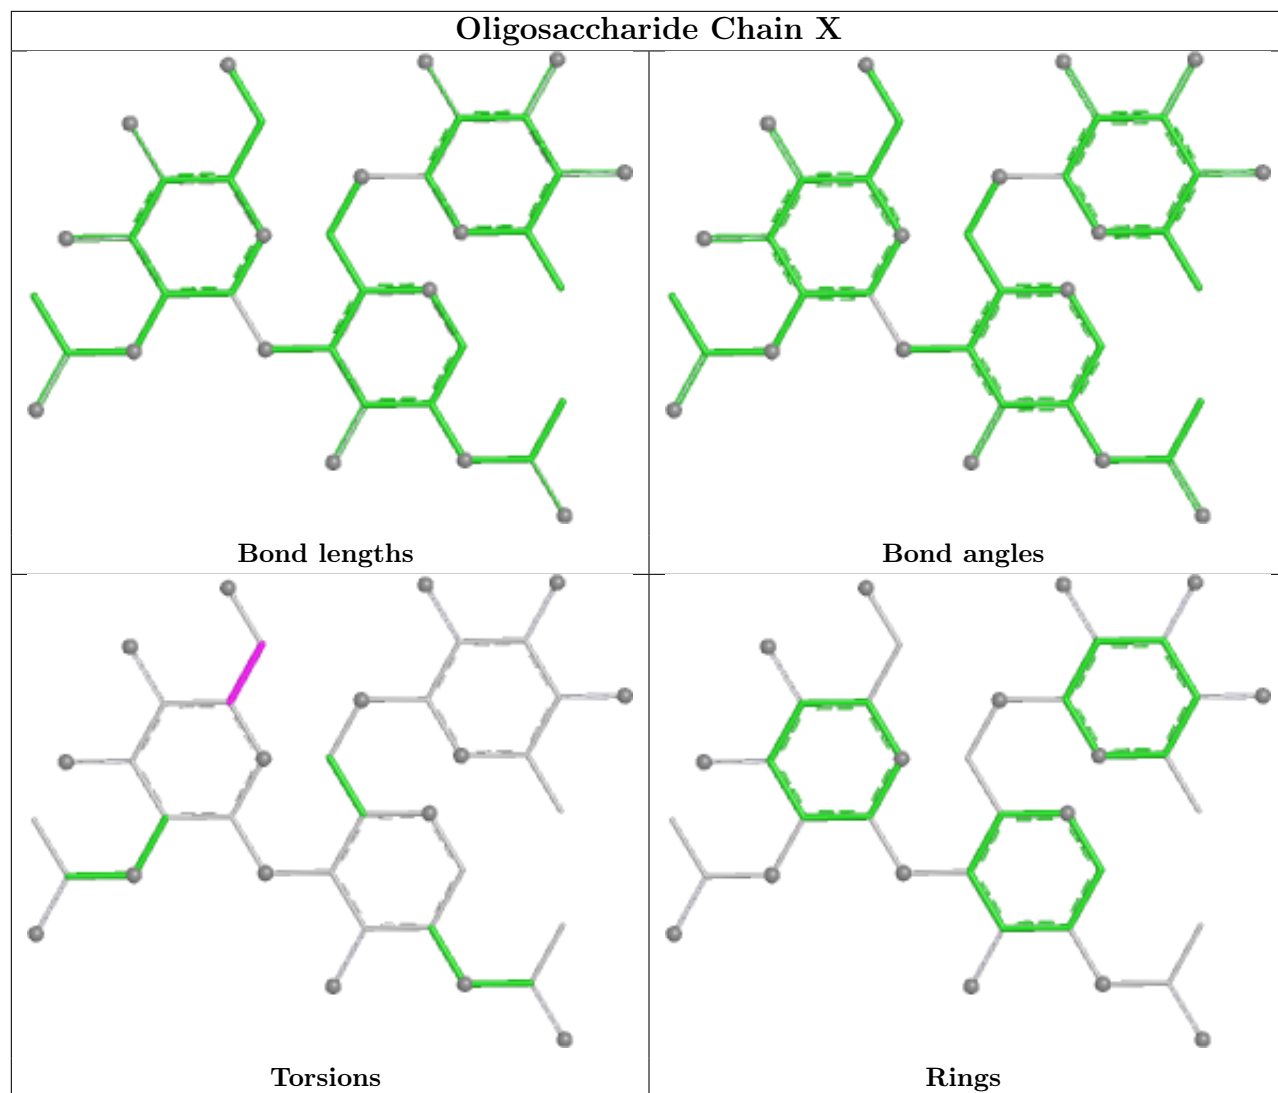 Oligosaccharide Chain X
Bond lengths
Bond angles
Torsions
Rings